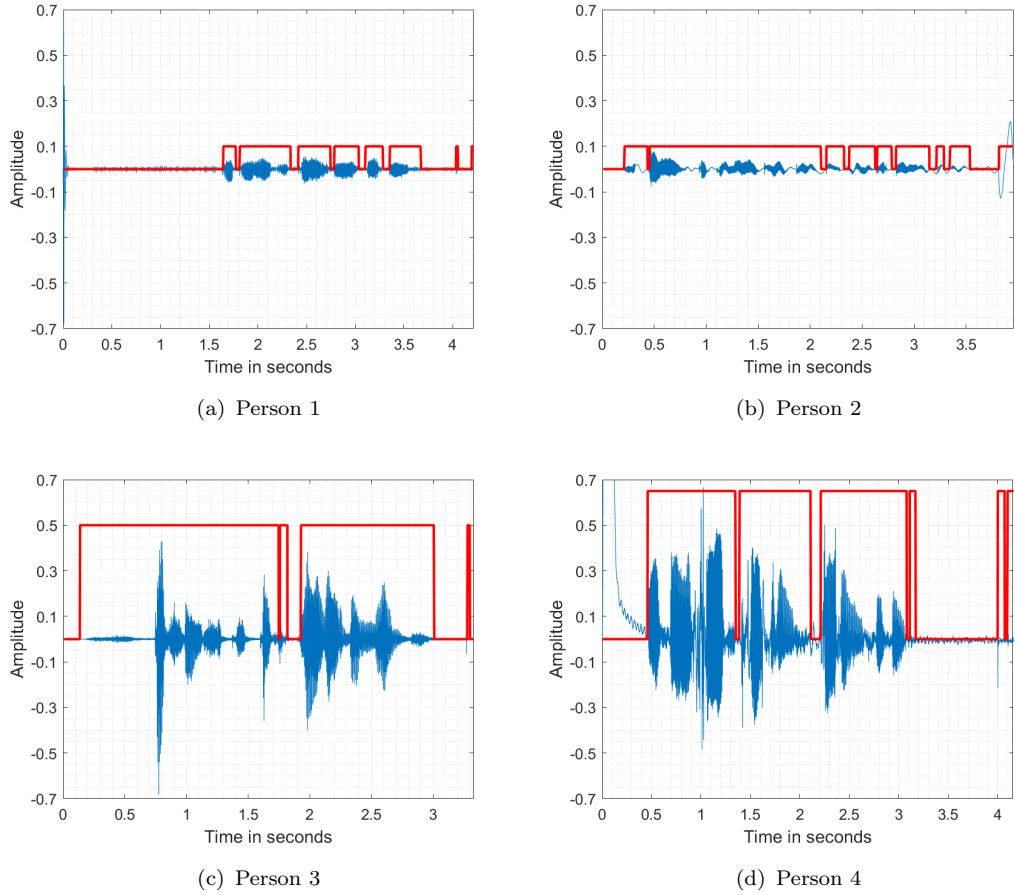 0.7
0.5
0.3
0.1
-0.1
-0.3
-0.5
-0.7
Amplitude
0 0.5 1 1.5 2 2.5 3 3.5 4
Time in seconds
(a) Person 1
0.7
0.5
0.3
0.1
-0.1
-0.3
-0.5
-0.7
Amplitude
0 0.5 1 1.5 2 2.5 3 3.5
Time in seconds
(b) Person 2
0.7
0.5
0.3
0.1
-0.1
-0.3
-0.5
-0.7
Amplitude
0 0.5 1 1.5 2 2.5 3
Time in seconds
(c) Person 3
0.7
0.5
0.3
0.1
-0.1
-0.3
-0.5
-0.7
Amplitude
0 0.5 1 1.5 2 2.5 3 3.5 4
Time in seconds
(d) Person 4